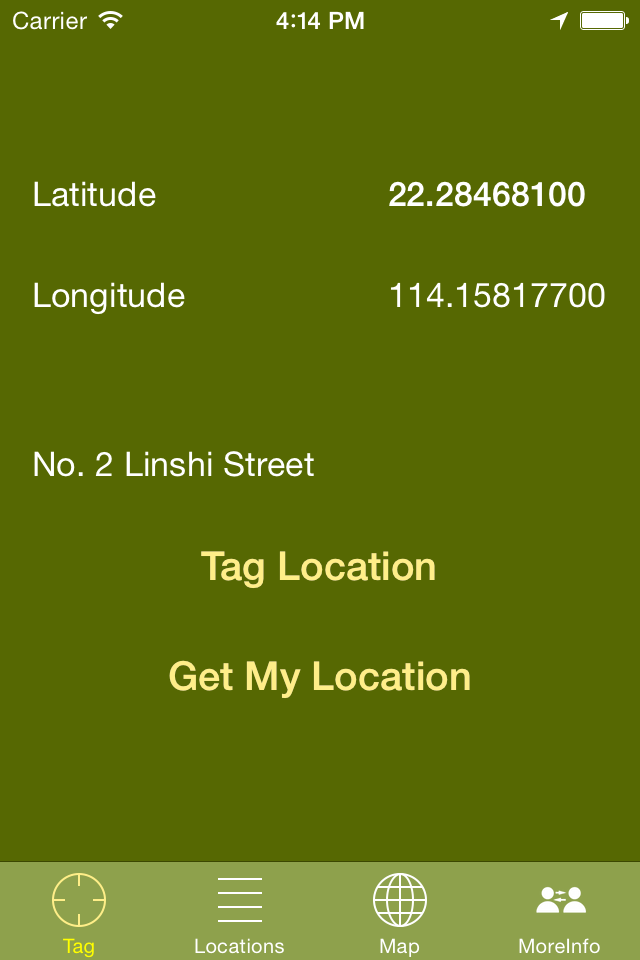 Carrier 4:14 PM
Latitude 22.28468100
Longitude 114.15817700
No. 2 Linshi Street
Tag Location
Get My Location
Tag Locations Map MoreInfo